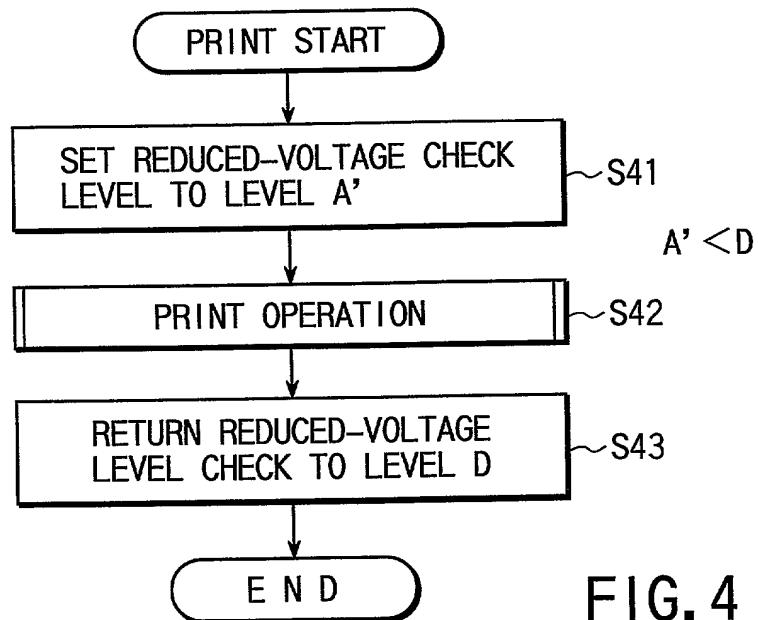 PRINT START
SET REDUCED-VOLTAGE CHECK
LEVEL TO LEVEL A'
S41
A' <D
PRINT OPERATION
S42
RETURN REDUCED-VOLTAGE
LEVEL CHECK TO LEVEL D
S43
END
FIG. 4